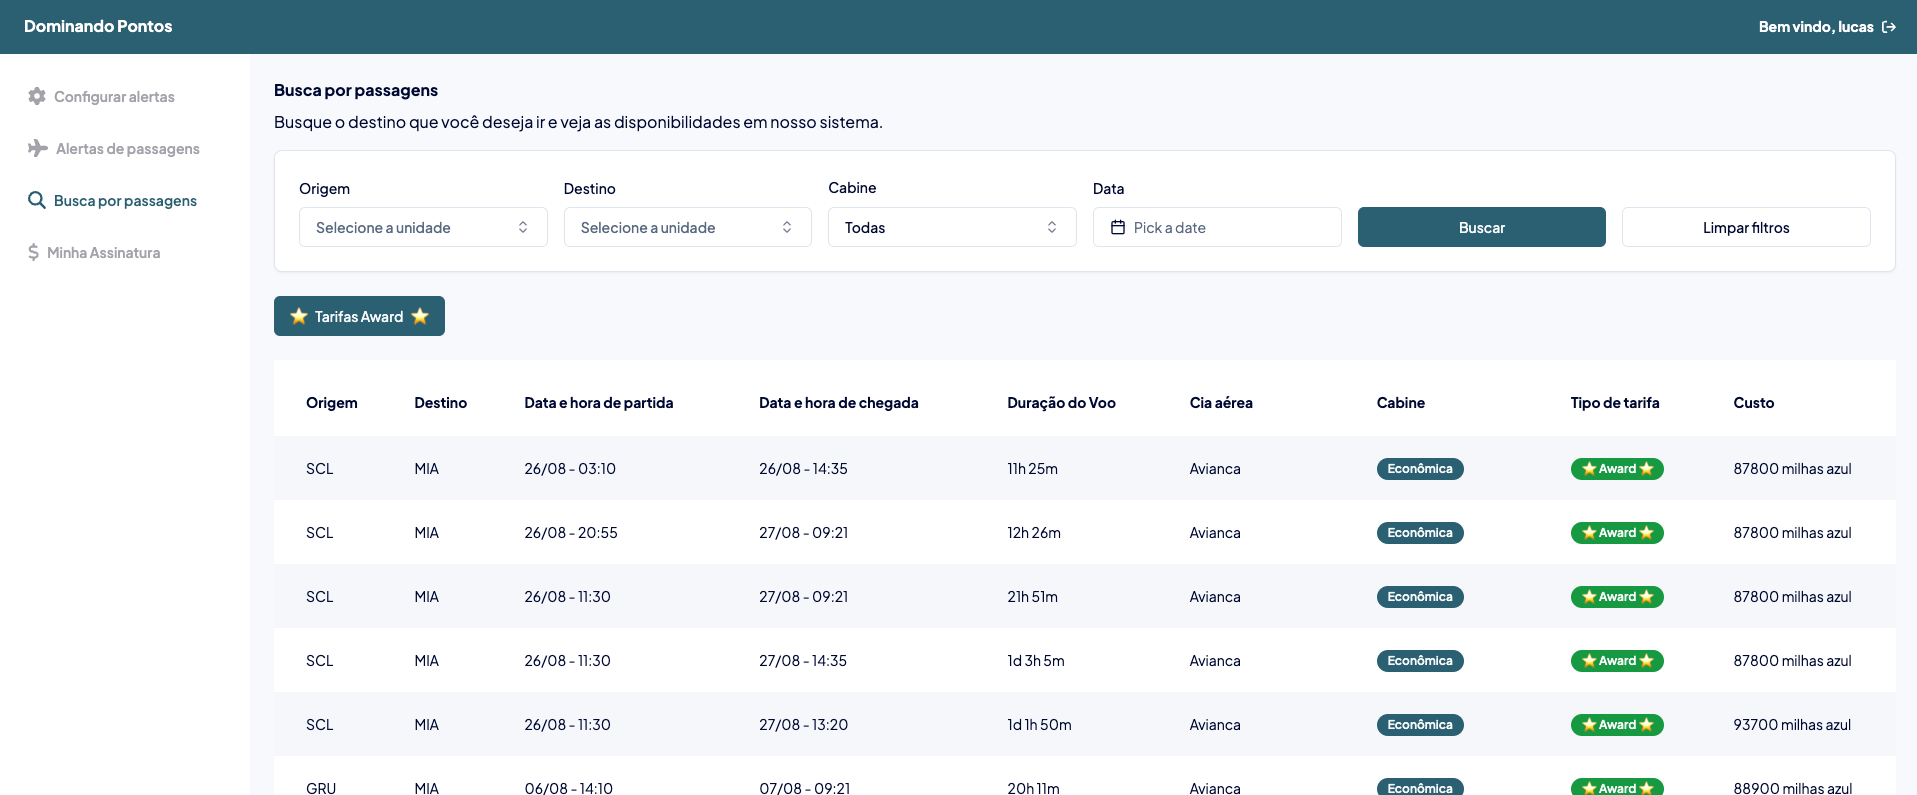 Dominando Pontos
Bem vindo, lucas
Configurar alertas
Alertas de passagens
Busca por passagens
Minha Assinatura
Busca por passagens
Busque o destino que você deseja ir e veja as disponibilidades em nosso sistema.
Origem Destino Cabine Data
Selecione a unidade Selecione a unidade Todas Pick a date Buscar Limpar filtros
⭐ Tarifas Award ⭐
Origem Destino Data e hora de partida Data e hora de chegada Duração do Voo Cia aérea Cabine Tipo de tarifa Custo
SCL MIA 26/08 - 03:10 26/08 - 14:35 11h 25m Avianca Econômica ⭐ Award ⭐ 87800 milhas azul
SCL MIA 26/08 - 20:55 27/08 - 09:21 12h 26m Avianca Econômica ⭐ Award ⭐ 87800 milhas azul
SCL MIA 26/08 - 11:30 27/08 - 09:21 21h 51m Avianca Econômica ⭐ Award ⭐ 87800 milhas azul
SCL MIA 26/08 - 11:30 27/08 - 14:35 1d 3h 5m Avianca Econômica ⭐ Award ⭐ 87800 milhas azul
SCL MIA 26/08 - 11:30 27/08 - 13:20 1d 1h 50m Avianca Econômica ⭐ Award ⭐ 93700 milhas azul
GRU MIA 06/08 - 14:10 07/08 - 09:21 20h 11m Avianca Econômica ⭐ Award ⭐ 88900 milhas azul